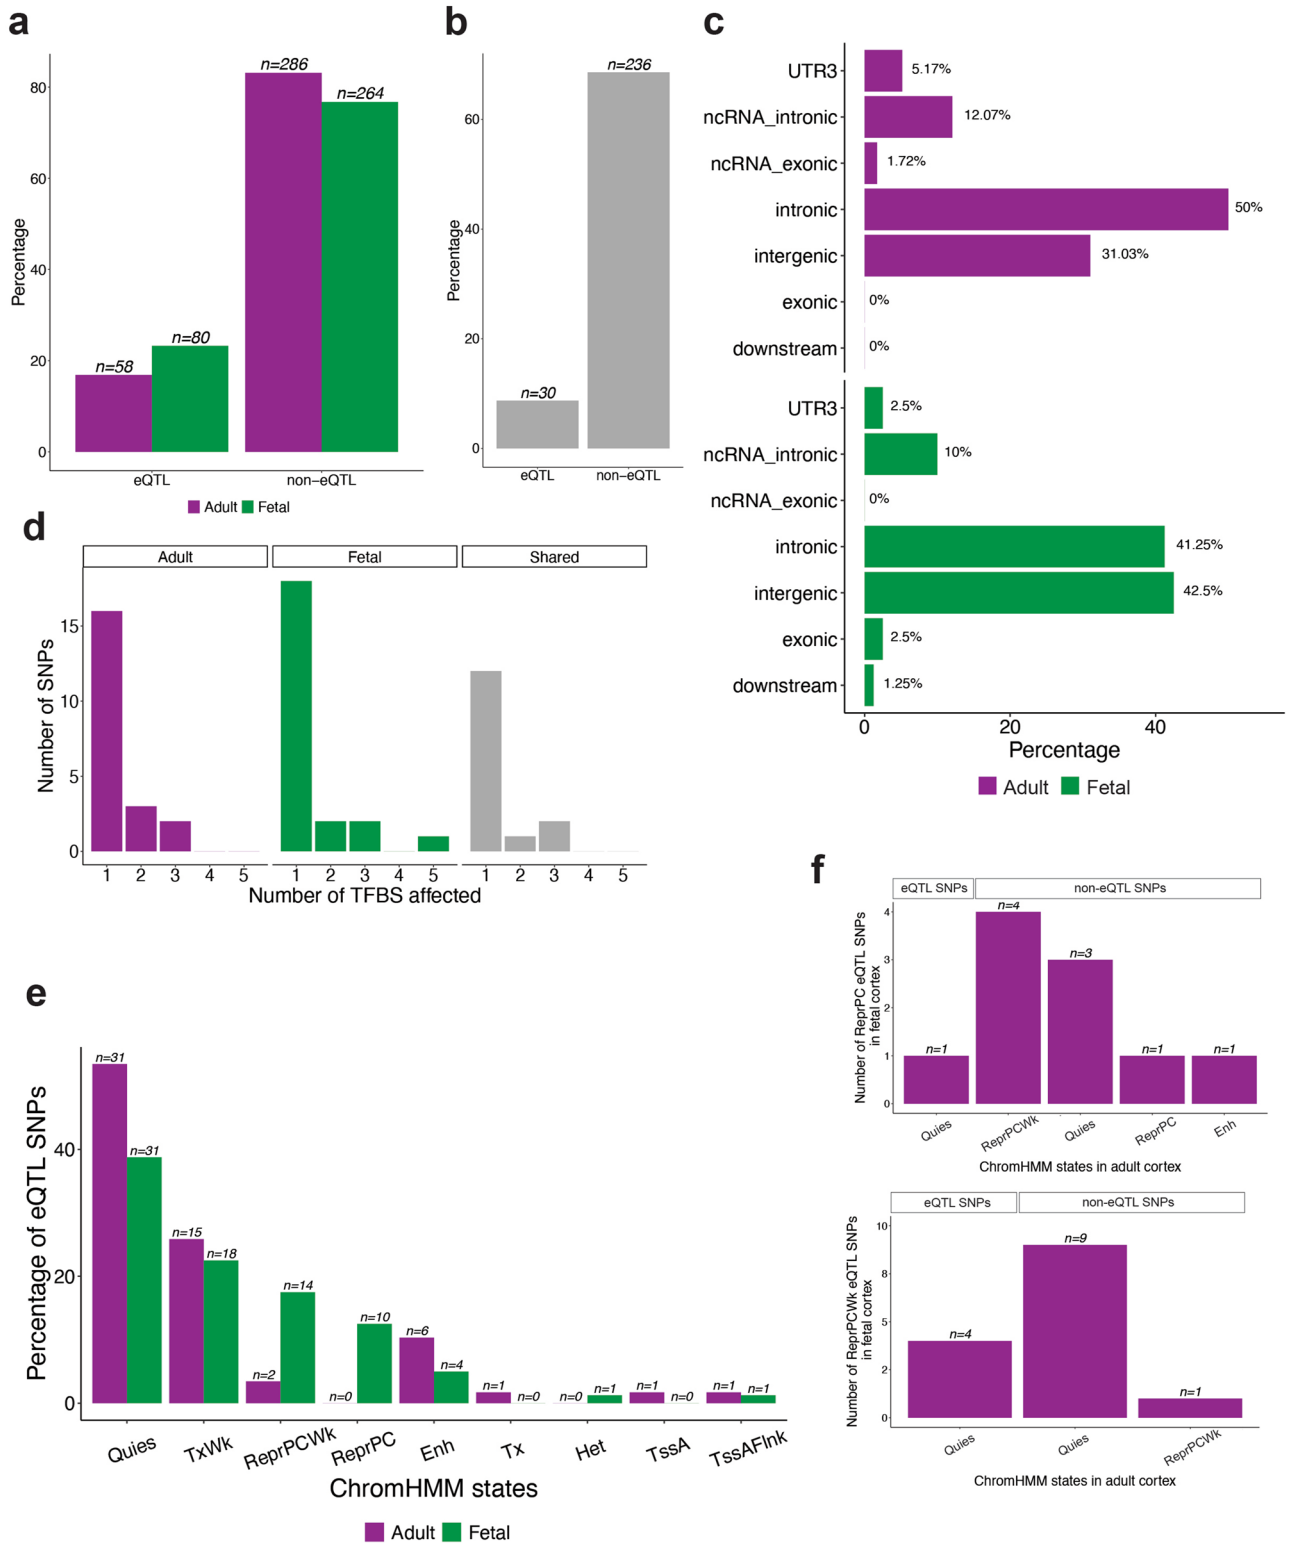 a
n=286
n=264
n=58
n=80
80
60
40
20
0
Percentage
eQTL
non−eQTL
Adult
Fetal
b
n=236
n=30
60
40
20
0
Percentage
eQTL
non−eQTL
c
UTR3
5.17%
ncRNA_intronic
12.07%
ncRNA_exonic
1.72%
intronic
50%
intergenic
31.03%
exonic
0%
downstream
0%
UTR3
2.5%
ncRNA_intronic
10%
ncRNA_exonic
0%
intronic
41.25%
intergenic
42.5%
exonic
2.5%
downstream
1.25%
0 20 40
Percentage
Adult Fetal
d
Adult Fetal Shared
15
10
5
0
Number of SNPs
1 2 3 4 5 1 2 3 4 5 1 2 3 4 5
Number of TFBS affected
e
n=31
n=31
n=15
n=18
n=2
n=14
n=0
n=10
n=6
n=4
n=1
n=0
n=0
n=1
n=1
n=0
n=1
n=1
40
20
0
Percentage of eQTL SNPs
Quies TxWk ReprPCWk ReprPC Enh Tx Het TssA TssAFlnk
ChromHMM states
Adult Fetal
f
eQTL SNPs non-eQTL SNPs
n=1
n=4
n=3
n=1
n=1
4
3
2
1
0
Number of ReprPC eQTL SNPs
in fetal cortex
Quies ReprPCWk Quies ReprPC Enh
ChromHMM states in adult cortex
eQTL SNPs non-eQTL SNPs
n=4
n=9
n=1
10
8
5
2
0
Number of ReprPCWk eQTL SNPs
in fetal cortex
Quies Quies ReprPCWk
ChromHMM states in adult cortex